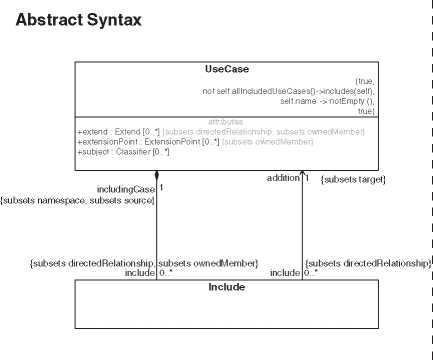 Abstract Syntax
UseCase
{true,
not self.allIncludedUseCases()->includes(self),
self.name -> notEmpty (),
true}
attributes
+extend : Extend [0..*] {subsets directedRelationship, subsets ownedMember}
+extensionPoint : ExtensionPoint [0..*] {subsets ownedMember}
+subject : Classifier [0..*]
includingCase 1
{subsets namespace, subsets source}
addition 1 {subsets target}
{subsets directedRelationship, subsets ownedMember}
include 0..*
{subsets directedRelationship}
include 0..*
Include